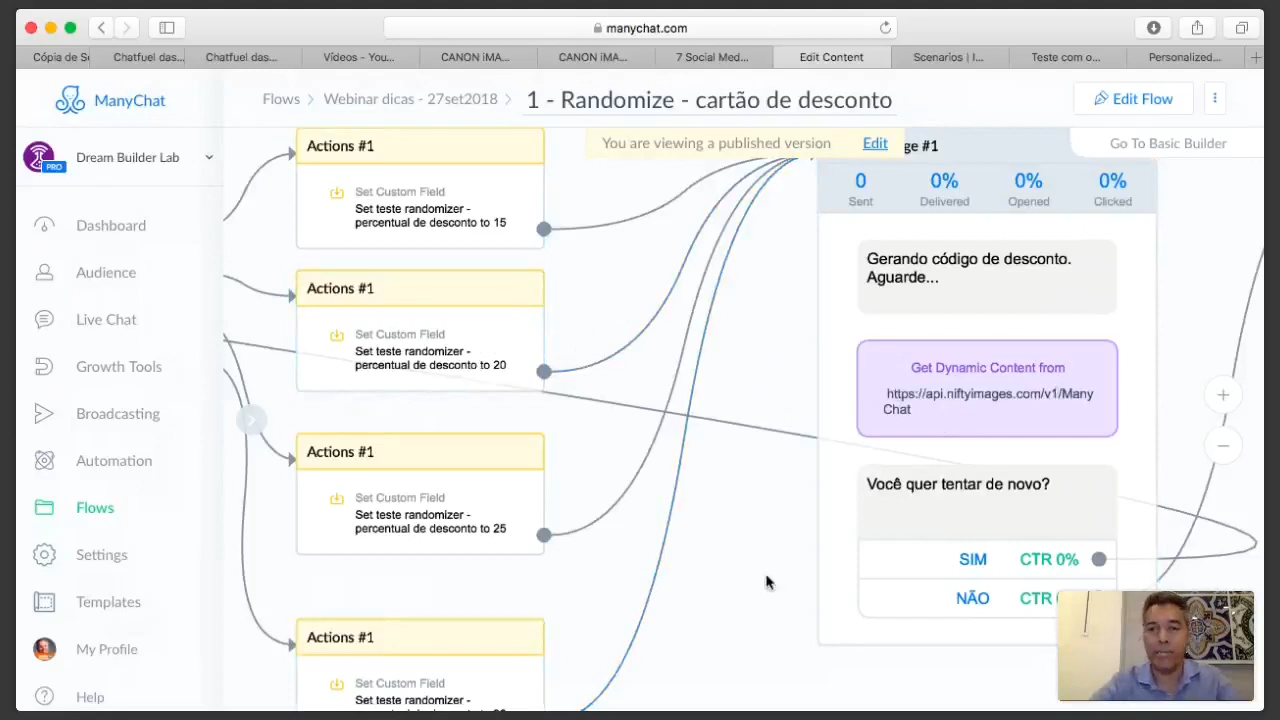 manychat.com
Cópia de Se
Chatfuel das...
Chatfuel das...
Vídeos - You...
CANON iMA...
CANON iMA...
7 Social Med...
Edit Content
Scenarios | I...
Teste com o...
Personalized...
ManyChat
Flows
Webinar dicas - 27set2018
1 - Randomize - cartão de desconto
Edit Flow
You are viewing a published version
Edit
Go To Basic Builder
Dream Builder Lab
PRO
Dashboard
Audience
Live Chat
Growth Tools
Broadcasting
Automation
Flows
Settings
Templates
My Profile
Help
Actions #1
Set Custom Field
Set teste randomizer -
percentual de desconto to 15
Actions #1
Set Custom Field
Set teste randomizer -
percentual de desconto to 20
Actions #1
Set Custom Field
Set teste randomizer -
percentual de desconto to 25
Actions #1
Set Custom Field
Set teste randomizer -
ge #1
0
Sent
0%
Delivered
0%
Opened
0%
Clicked
Gerando código de desconto.
Aguarde...
Get Dynamic Content from
https://api.niftyimages.com/v1/Many
Chat
Você quer tentar de novo?
SIM CTR 0%
NÃO CTR